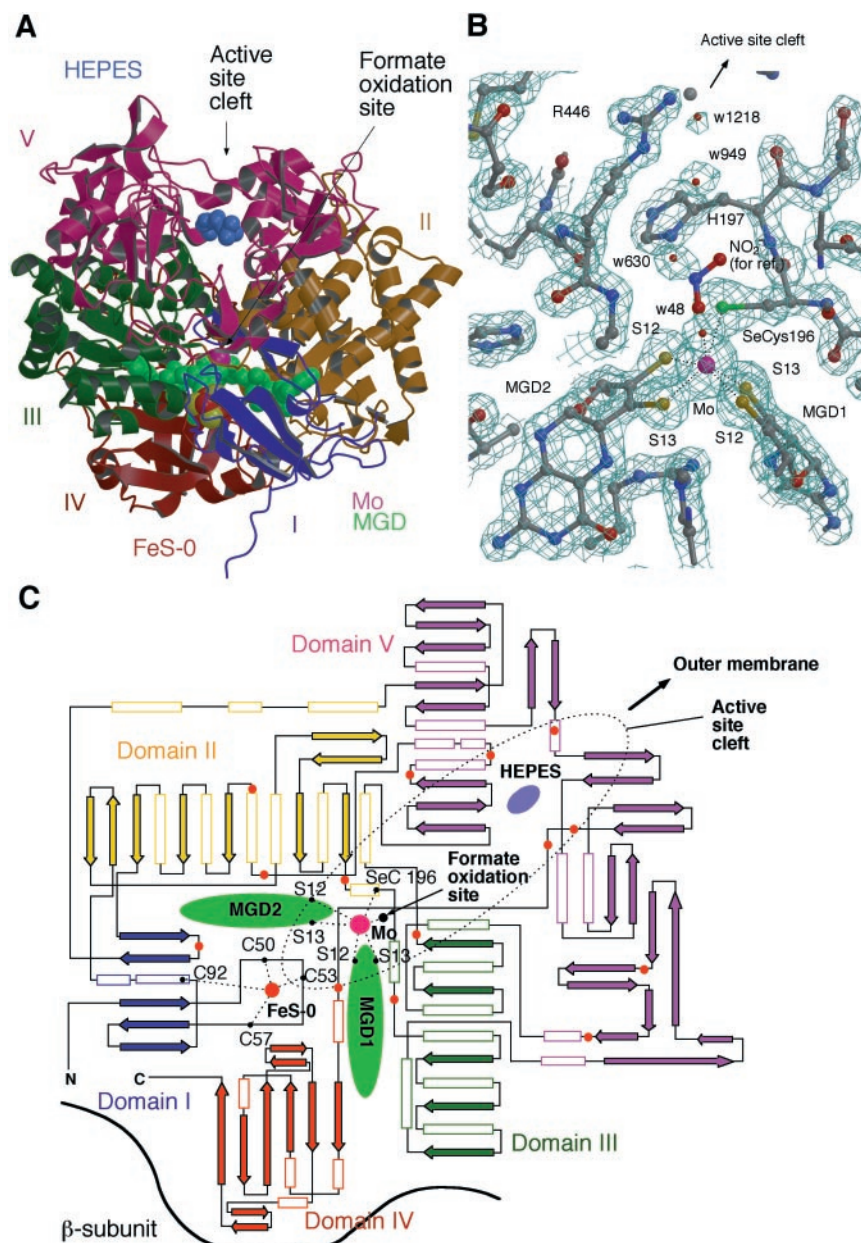 A
HEPES
Active
site
cleft
Formate
oxidation
site
V
II
III
IV
I
Mo
MGD
FeS-0
B
Active site cleft
R446
w1218
w949
H197
NO₂⁻
(for ref.)
w630
w48
S12
SeCys196
S13
MGD2
Mo
MGD1
S13
S12
C
Domain V
Outer membrane
Active
site
cleft
Domain II
HEPES
Formate
oxidation
site
SeC 196
S12
MGD2
S13
Mo
C50
S12
S13
C92
C53
FeS-0
MGD1
C57
N
C
Domain I
Domain III
Domain IV
β-subunit